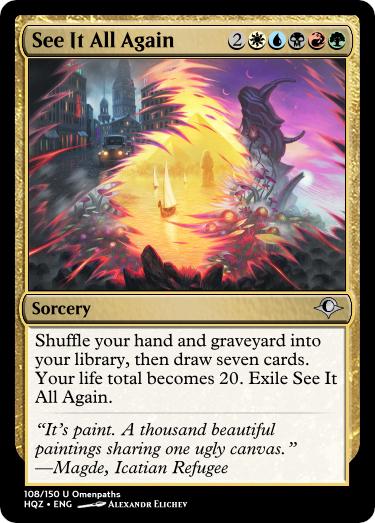 See It All Again 2
Sorcery
Shuffle your hand and graveyard into
your library, then draw seven cards.
Your life total becomes 20. Exile See It
All Again.
“It’s paint. A thousand beautiful
paintings sharing one ugly canvas.”
—Magde, Icatian Refugee
108/150 U Omenpaths
HQZ • ENG Alexandr Elichev